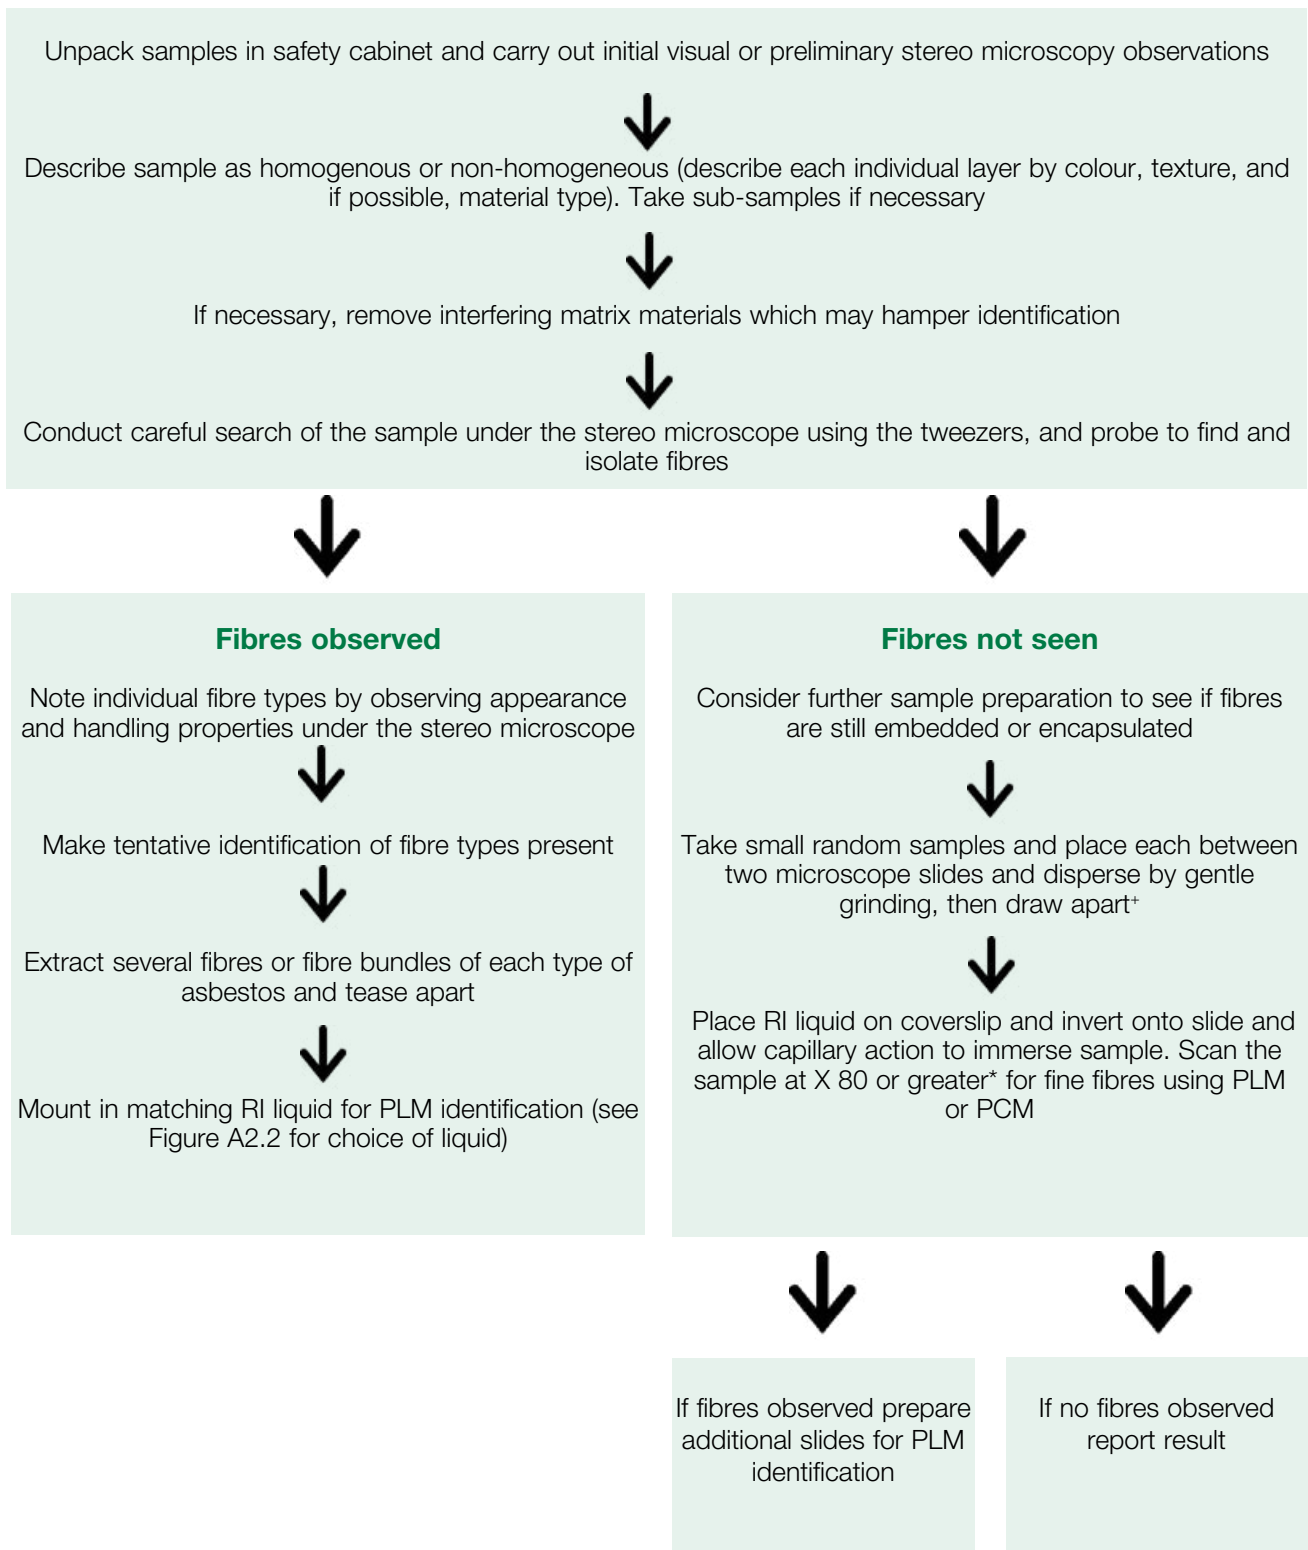 Unpack samples in safety cabinet and carry out initial visual or preliminary stereo microscopy observations
Describe sample as homogenous or non-homogeneous (describe each individual layer by colour, texture, and
if possible, material type). Take sub-samples if necessary
If necessary, remove interfering matrix materials which may hamper identification
Conduct careful search of the sample under the stereo microscope using the tweezers, and probe to find and
isolate fibres
Fibres observed
Note individual fibre types by observing appearance
and handling properties under the stereo microscope
Make tentative identification of fibre types present
Extract several fibres or fibre bundles of each type of
asbestos and tease apart
Mount in matching RI liquid for PLM identification (see
Figure A2.2 for choice of liquid)
Fibres not seen
Consider further sample preparation to see if fibres
are still embedded or encapsulated
Take small random samples and place each between
two microscope slides and disperse by gentle
grinding, then draw apart⁺
Place RI liquid on coverslip and invert onto slide and
allow capillary action to immerse sample. Scan the
sample at X 80 or greater* for fine fibres using PLM
or PCM
If fibres observed prepare
additional slides for PLM
identification
If no fibres observed
report result